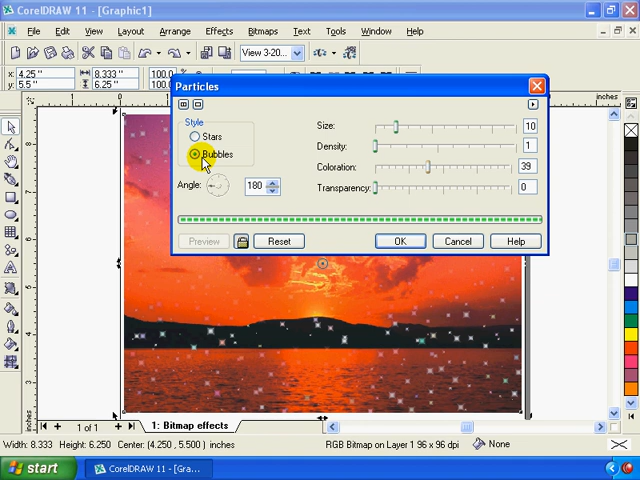 CorelDRAW 11 - [Graphic1]
File Edit View Layout Arrange Effects Bitmaps Text Tools Window Help
View 3-20...
x: 4.25 " 8.333 " 100.0
y: 5.5 " 6.25 " 100.0
Particles
Style
Stars
Bubbles
Angle: 180
Size: 10
Density: 1
Coloration: 39
Transparency: 0
Preview Reset OK Cancel Help
inches
1 of 1 1: Bitmap effects
Width: 8.333 Height: 6.250 Center: (4.250 , 5.500 ) inches RGB Bitmap on Layer 1 96 x 96 dpi None
start CorelDRAW 11 - [Gra...